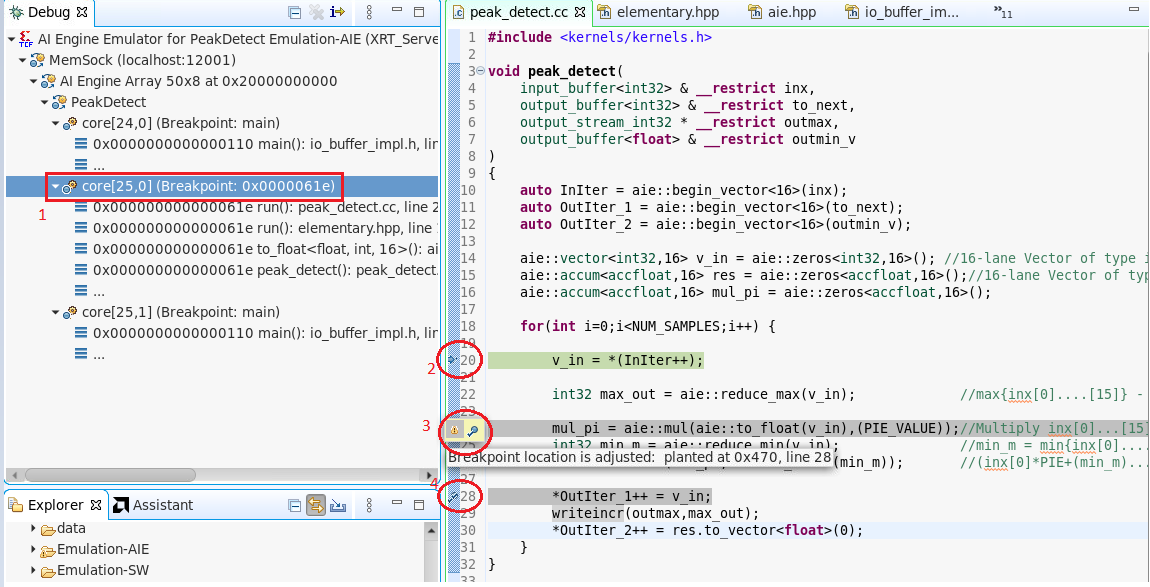 Debug
peak_detect.cc
elementary.hpp
aie.hpp
io_buffer_im...
»11
AI Engine Emulator for PeakDetect Emulation-AIE (XRT_Serve
MemSock (localhost:12001)
AI Engine Array 50x8 at 0x20000000000
PeakDetect
core[24,0] (Breakpoint: main)
0x0000000000000110 main(): io_buffer_impl.h, lin
...
core[25,0] (Breakpoint: 0x0000061e)
1
0x000000000000061e run(): peak_detect.cc, line 2
0x000000000000061e run(): elementary.hpp, line
0x000000000000061e to_float<float, int, 16>(): ai
0x000000000000061e peak_detect(): peak_detect.
...
core[25,1] (Breakpoint: main)
0x0000000000000110 main(): io_buffer_impl.h, lin
...
Explorer
Assistant
data
Emulation-AIE
Emulation-SW
1 #include <kernels/kernels.h>
2
3 void peak_detect(
4 input_buffer<int32> & __restrict inx,
5 output_buffer<int32> & __restrict to_next,
6 output_stream_int32 * __restrict outmax,
7 output_buffer<float> & __restrict outmin_v
8 )
9 {
10 auto InIter = aie::begin_vector<16>(inx);
11 auto OutIter_1 = aie::begin_vector<16>(to_next);
12 auto OutIter_2 = aie::begin_vector<16>(outmin_v);
13
14 aie::vector<int32,16> v_in = aie::zeros<int32,16>(); //16-lane Vector of type i
15 aie::accum<accfloat,16> res = aie::zeros<accfloat,16>();//16-lane Vector of typ
16 aie::accum<accfloat,16> mul_pi = aie::zeros<accfloat,16>();
17
18 for(int i=0;i<NUM_SAMPLES;i++) {
19
2
20 v_in = *(InIter++);
21
22 int32 max_out = aie::reduce_max(v_in); //max{inx[0]....[15]} -
23
3
mul_pi = aie::mul(aie::to_float(v_in),(PIE_VALUE));//Multiply inx[0]...[15]
25 int32 min_m = aie::reduce_min(v_in); //min_m = min{inx[0]....
Breakpoint location is adjusted: planted at 0x470, line 28
(min_m)); //(inx[0]*PIE+(min_m)...
27
4
28 *OutIter_1++ = v_in;
29 writeincr(outmax,max_out);
30 *OutIter_2++ = res.to_vector<float>(0);
31 }
32 }
33